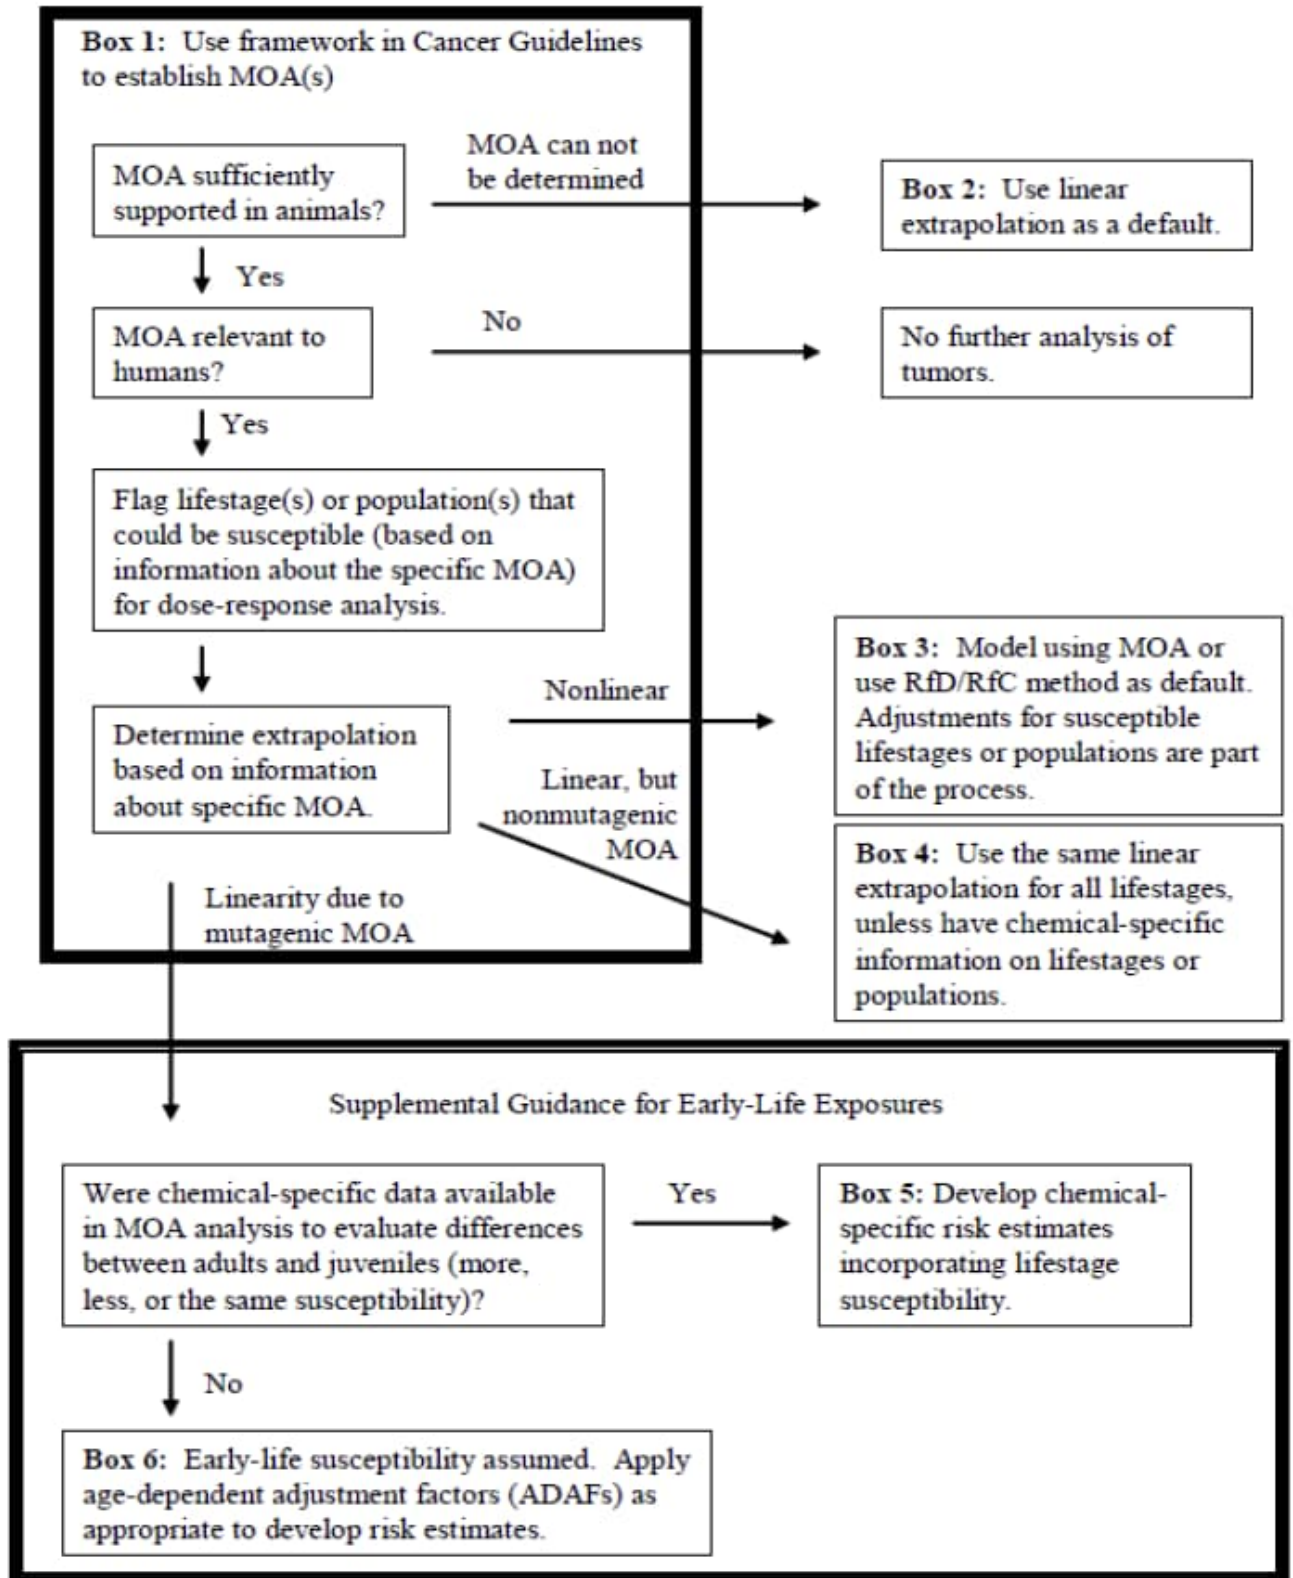 Box 1: Use framework in Cancer Guidelines
to establish MOA(s)
MOA sufficiently
supported in animals?
MOA can not
be determined
Box 2: Use linear
extrapolation as a default.
Yes
MOA relevant to
humans?
No
No further analysis of
tumors.
Yes
Flag lifestage(s) or population(s) that
could be susceptible (based on
information about the specific MOA)
for dose-response analysis.
Determine extrapolation
based on information
about specific MOA.
Nonlinear
Box 3: Model using MOA or
use RfD/RfC method as default.
Adjustments for susceptible
lifestages or populations are part
of the process.
Linear, but
nonmutagenic
MOA
Box 4: Use the same linear
extrapolation for all lifestages,
unless have chemical-specific
information on lifestages or
populations.
Linearity due to
mutagenic MOA
Supplemental Guidance for Early-Life Exposures
Were chemical-specific data available
in MOA analysis to evaluate differences
between adults and juveniles (more,
less, or the same susceptibility)?
Yes
Box 5: Develop chemical-
specific risk estimates
incorporating lifestage
susceptibility.
No
Box 6: Early-life susceptibility assumed. Apply
age-dependent adjustment factors (ADAFs) as
appropriate to develop risk estimates.